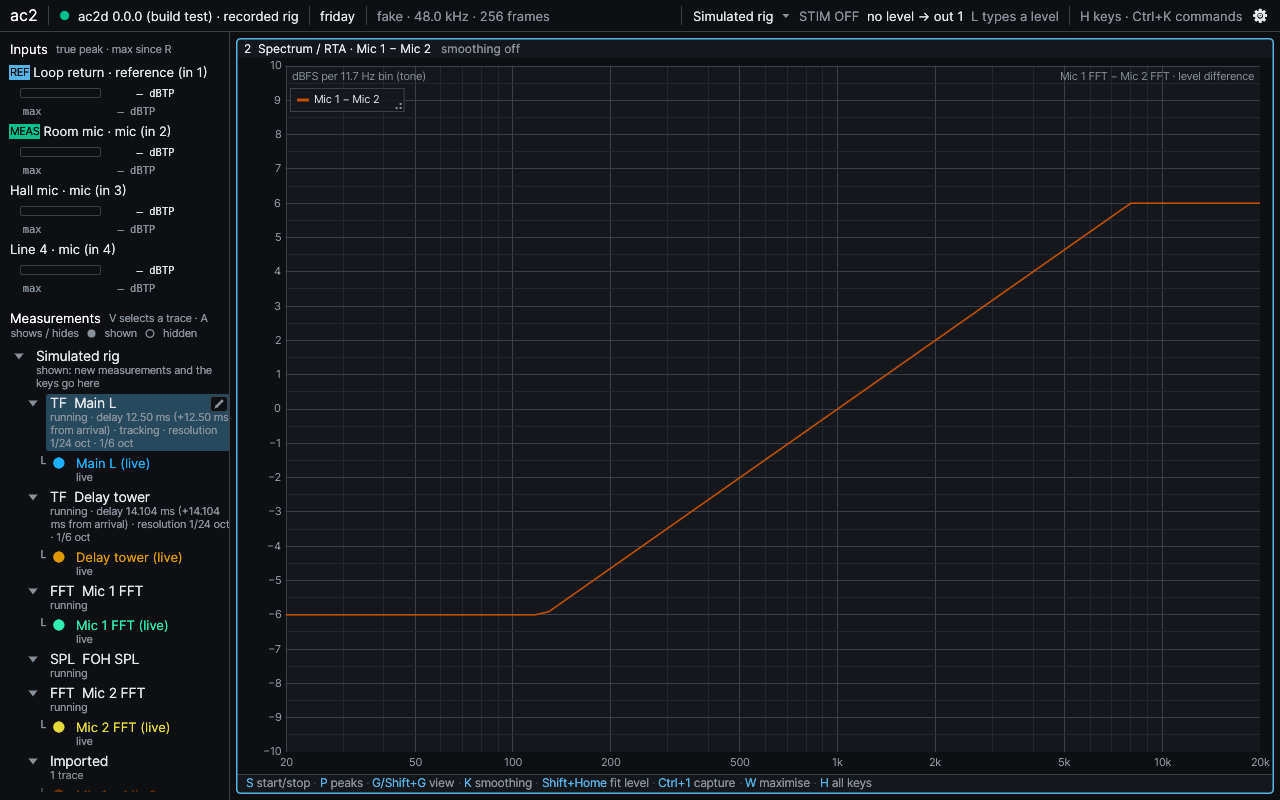 ac2 ac2d 0.0.0 (build test) · recorded rig friday fake · 48.0 kHz · 256 frames Simulated rig STIM OFF no level → out 1 L types a level H keys · Ctrl+K commands
Inputs true peak · max since R
REF Loop return · reference (in 1)
– dBTP
max – dBTP
MEAS Room mic · mic (in 2)
– dBTP
max – dBTP
Hall mic · mic (in 3)
– dBTP
max – dBTP
Line 4 · mic (in 4)
– dBTP
max – dBTP
Measurements V selects a trace · A
shows / hides shown hidden
Simulated rig
shown: new measurements and the
keys go here
TF Main L
running · delay 12.50 ms (+12.50 ms
from arrival) · tracking · resolution
1/24 oct · 1/6 oct
Main L (live)
live
TF Delay tower
running · delay 14.104 ms (+14.104
ms from arrival) · resolution 1/24 oct
· 1/6 oct
Delay tower (live)
live
FFT Mic 1 FFT
running
Mic 1 FFT (live)
live
SPL FOH SPL
running
FFT Mic 2 FFT
running
Mic 2 FFT (live)
live
Imported
1 trace
2 Spectrum / RTA · Mic 1 − Mic 2 smoothing off
dBFS per 11.7 Hz bin (tone) Mic 1 FFT − Mic 2 FFT · level difference
Mic 1 − Mic 2
10
9
8
7
6
5
4
3
2
1
0
−1
−2
−3
−4
−5
−6
−7
−8
−9
−10
20 50 100 200 500 1k 2k 5k 10k 20k
S start/stop · P peaks · G/Shift+G view · K smoothing · Shift+Home fit level · Ctrl+1 capture · W maximise · H all keys